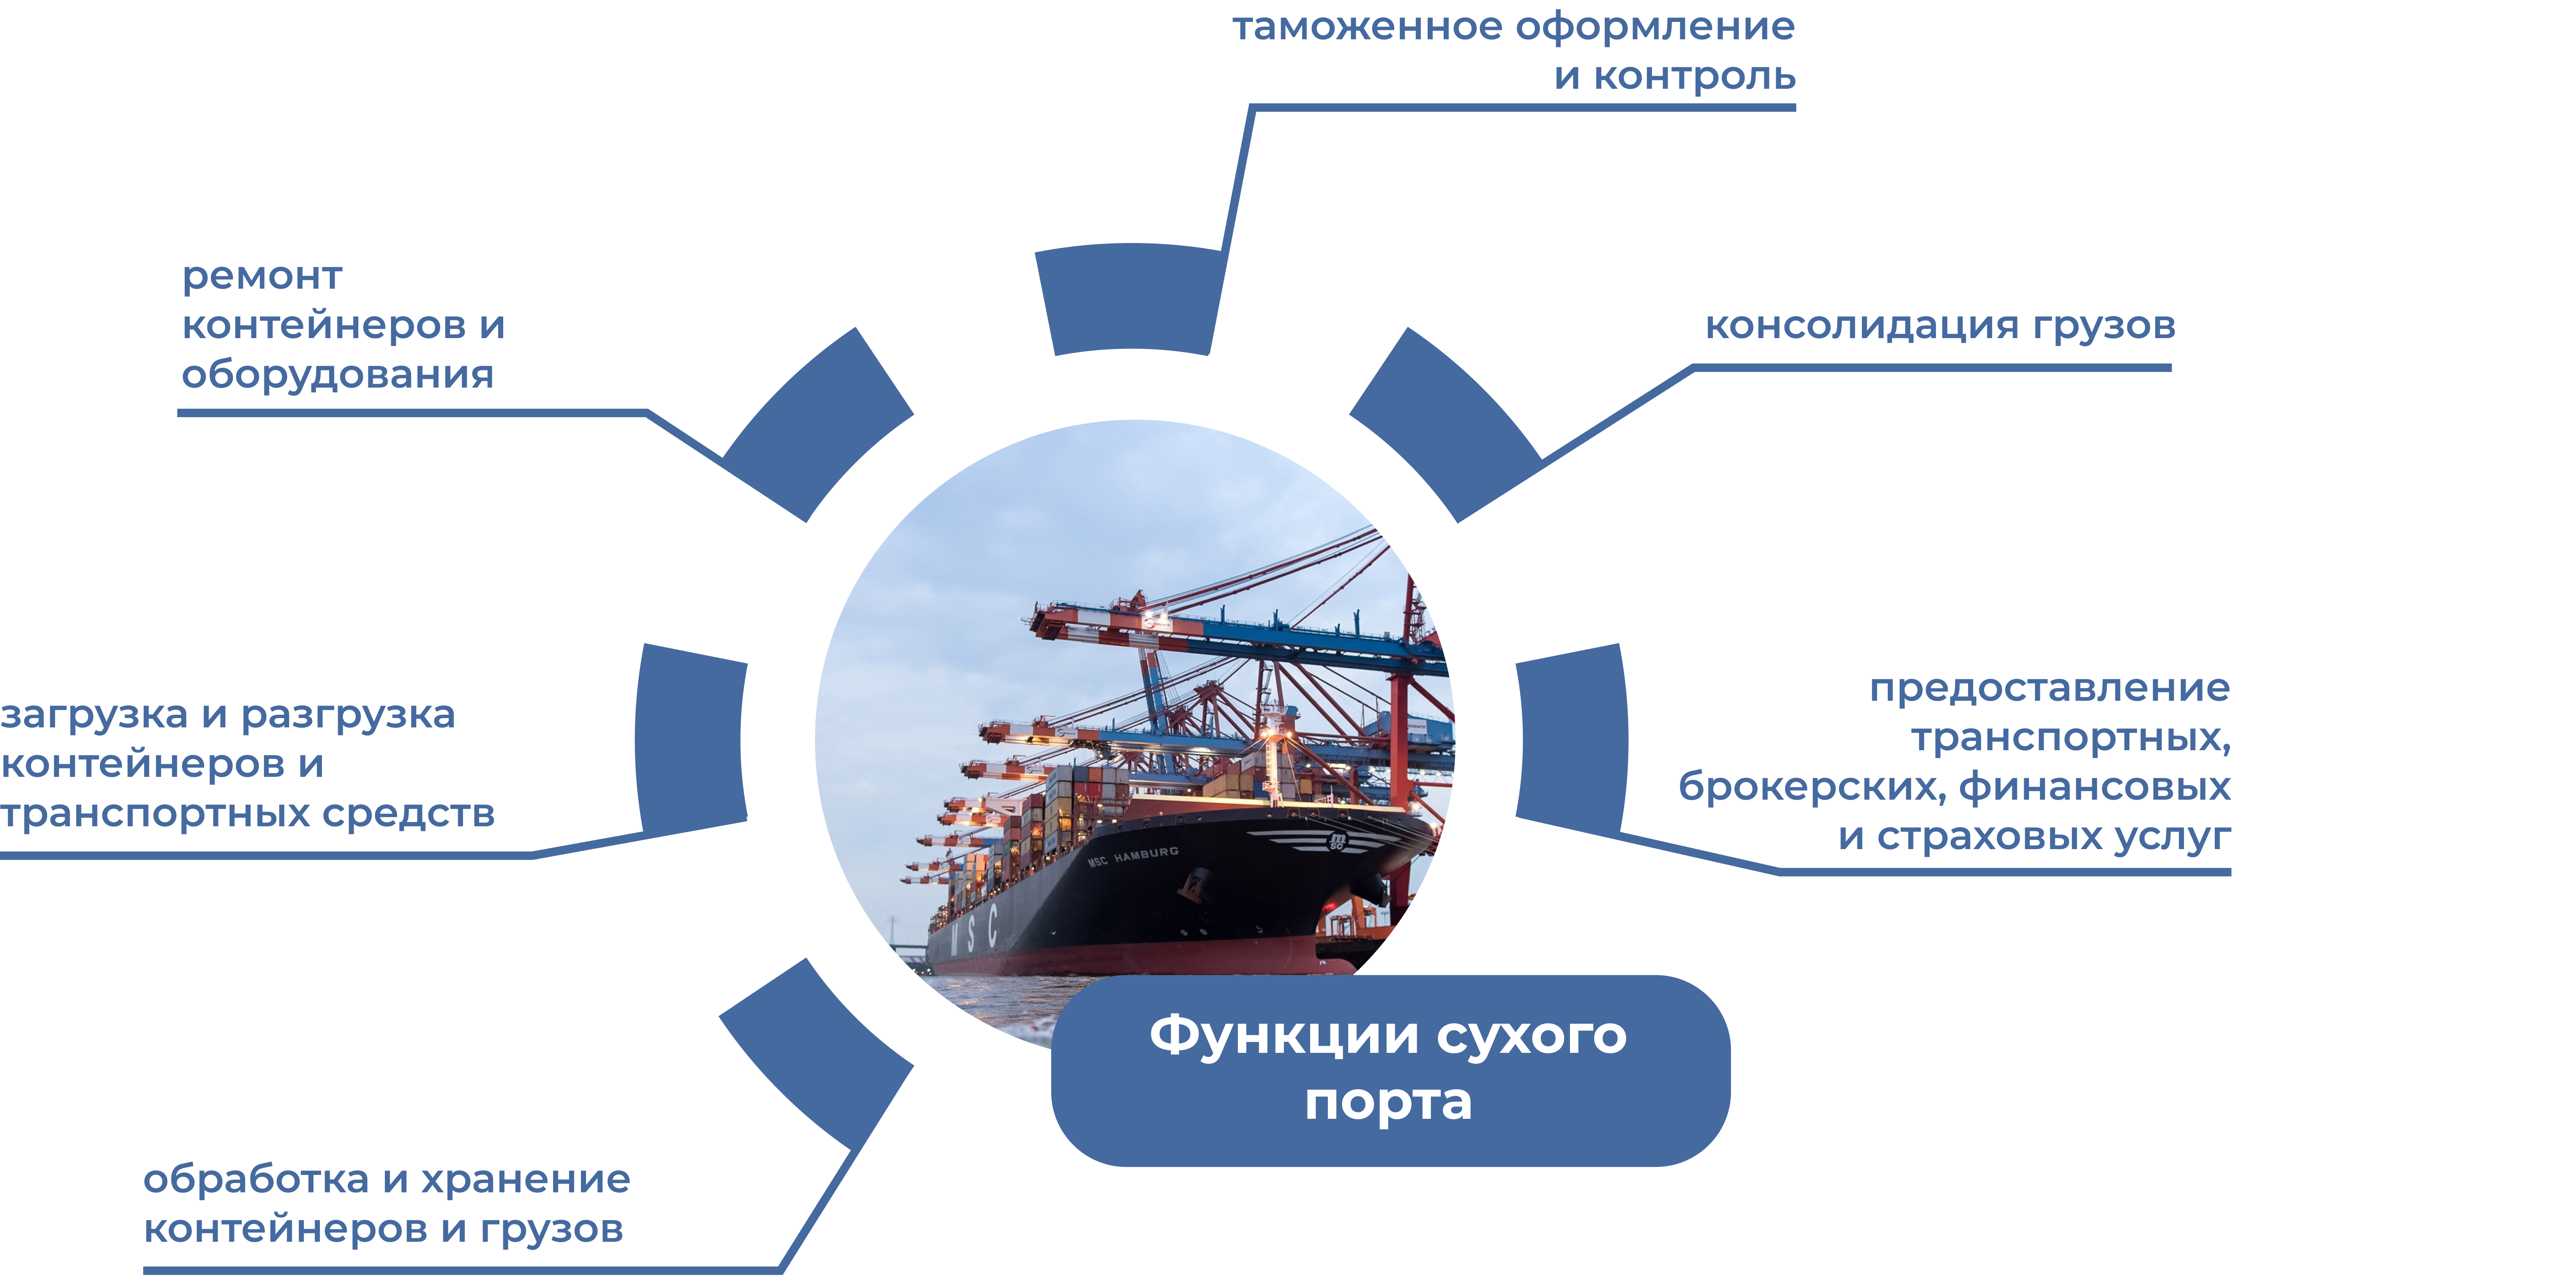 таможенное оформление
и контроль
ремонт
контейнеров и
оборудования
консолидация грузов
загрузка и разгрузка
контейнеров и
транспортных средств
предоставление
транспортных,
брокерских, финансовых
и страховых услуг
MSC HAMBURG
m
SC
M S C
Функции сухого
порта
обработка и хранение
контейнеров и грузов